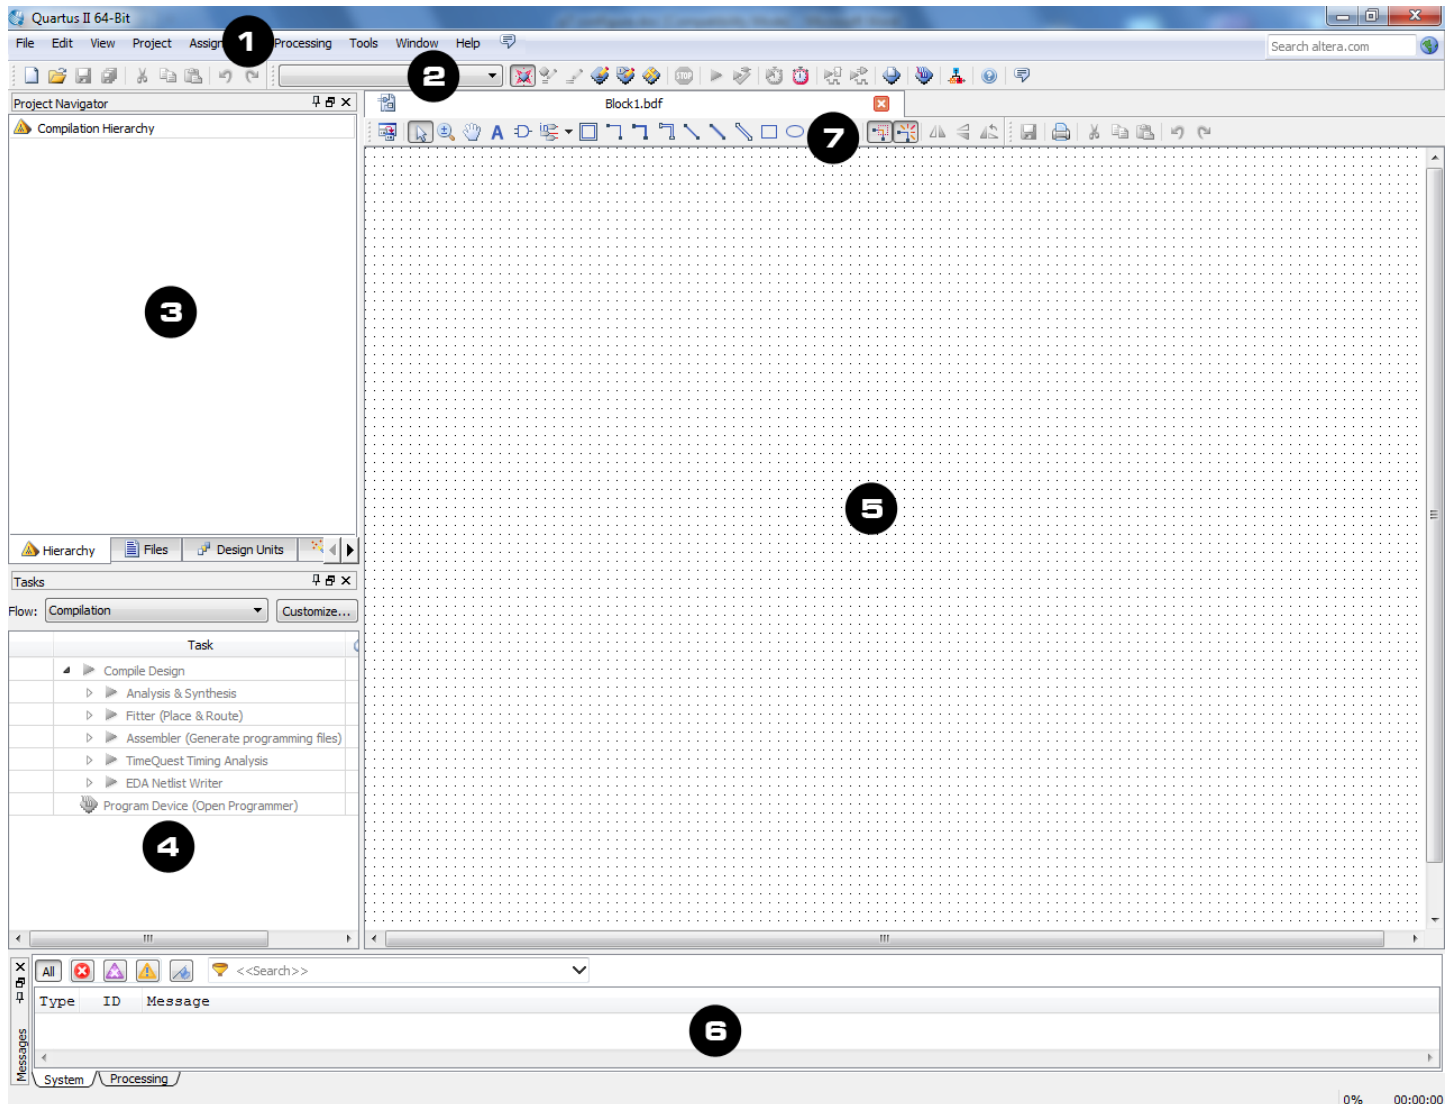 Quartus II 64-Bit
File Edit View Project Assign 1 Processing Tools Window Help
Search altera.com
2
Project Navigator
Block1.bdf
Compilation Hierarchy
A
7
STOP
3
5
Hierarchy Files Design Units
Tasks
Flow: Compilation Customize...
Task
Compile Design
Analysis & Synthesis
Fitter (Place & Route)
Assembler (Generate programming files)
TimeQuest Timing Analysis
EDA Netlist Writer
Program Device (Open Programmer)
4
All <<Search>>
Type ID Message
6
Messages
System Processing
0% 00:00:00